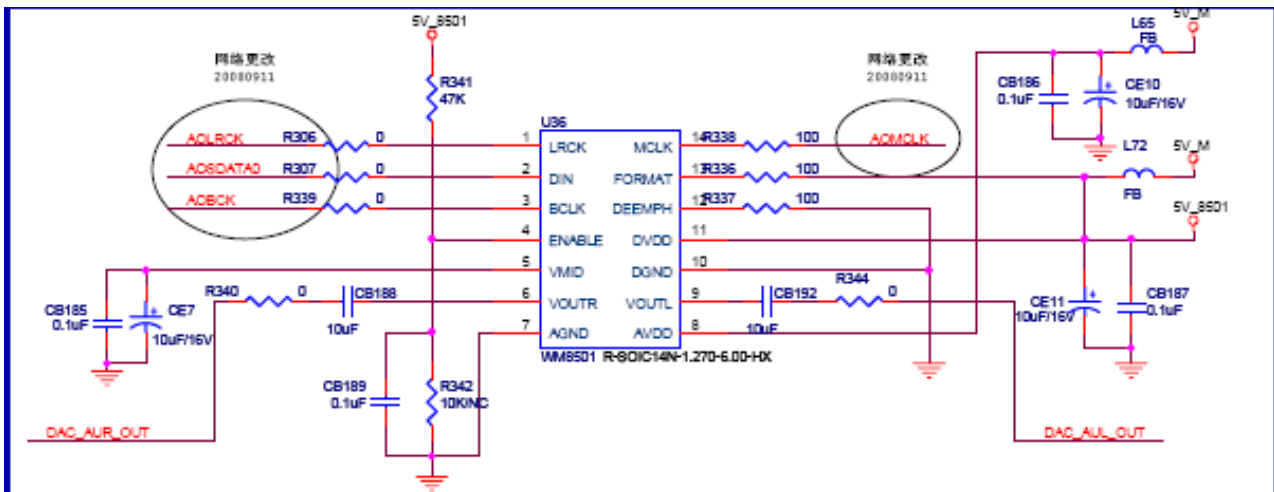 5V_8501
网络更改
20080911
R341
47K
AOLRCK
R306
0
AOSDATA0
R307
0
AOBCK
R339
0
U36
1
LRCK
2
DIN
3
BCLK
4
ENABLE
5
VMID
6
VOUTR
7
AGND
MCLK
14
FORMAT
13
DEEMPH
12
DVDD
11
DGND
10
VOUTL
9
AVDD
8
WM8501 R-SOIC14N-1.270-6.00-HX
R338
100
R336
100
R337
100
网络更改
20080911
AOMCLK
L65
FB
5V_M
CB186
0.1uF
CE10
10uF/16V
L72
FB
5V_M
5V_8501
CB185
0.1uF
CE7
10uF/16V
R340
0
CB188
10uF
CB192
10uF
R344
0
CE11
10uF/16V
CB187
0.1uF
CB189
0.1uF
R342
10K/NC
DAC_AUR_OUT
DAC_AUL_OUT